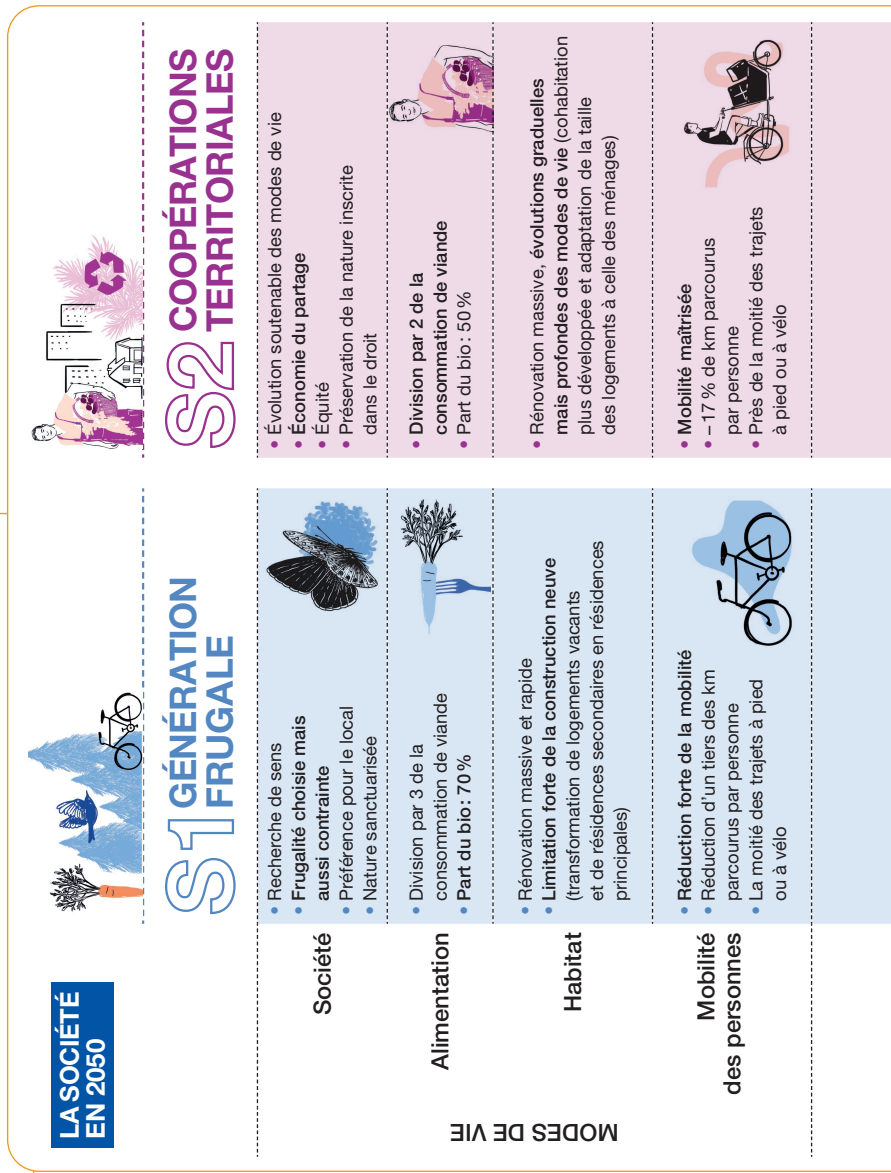 LA SOCIÉTÉ
EN 2050
S1 GÉNÉRATION
FRUGALE
S2 COOPÉRATIONS
TERRITORIALES
MODES DE VIE
Société
• Recherche de sens
• Frugalité choisie mais
aussi contrainte
• Préférence pour le local
• Nature sanctuarisée
• Évolution soutenable des modes de vie
• Économie du partage
• Équité
• Préservation de la nature inscrite
dans le droit
Alimentation
• Division par 3 de la
consommation de viande
• Part du bio : 70 %
• Division par 2 de la
consommation de viande
• Part du bio : 50 %
Habitat
• Rénovation massive et rapide
• Limitation forte de la construction neuve
(transformation de logements vacants
et de résidences secondaires en résidences
principales)
• Rénovation massive, évolutions graduelles
mais profondes des modes de vie (cohabitation
plus développée et adaptation de la taille
des logements à celle des ménages)
Mobilité
des personnes
• Réduction forte de la mobilité
• Réduction d'un tiers des km
parcourus par personne
• La moitié des trajets à pied
ou à vélo
• Mobilité maîtrisée
• – 17 % de km parcourus
par personne
• Près de la moitié des trajets
à pied ou à vélo